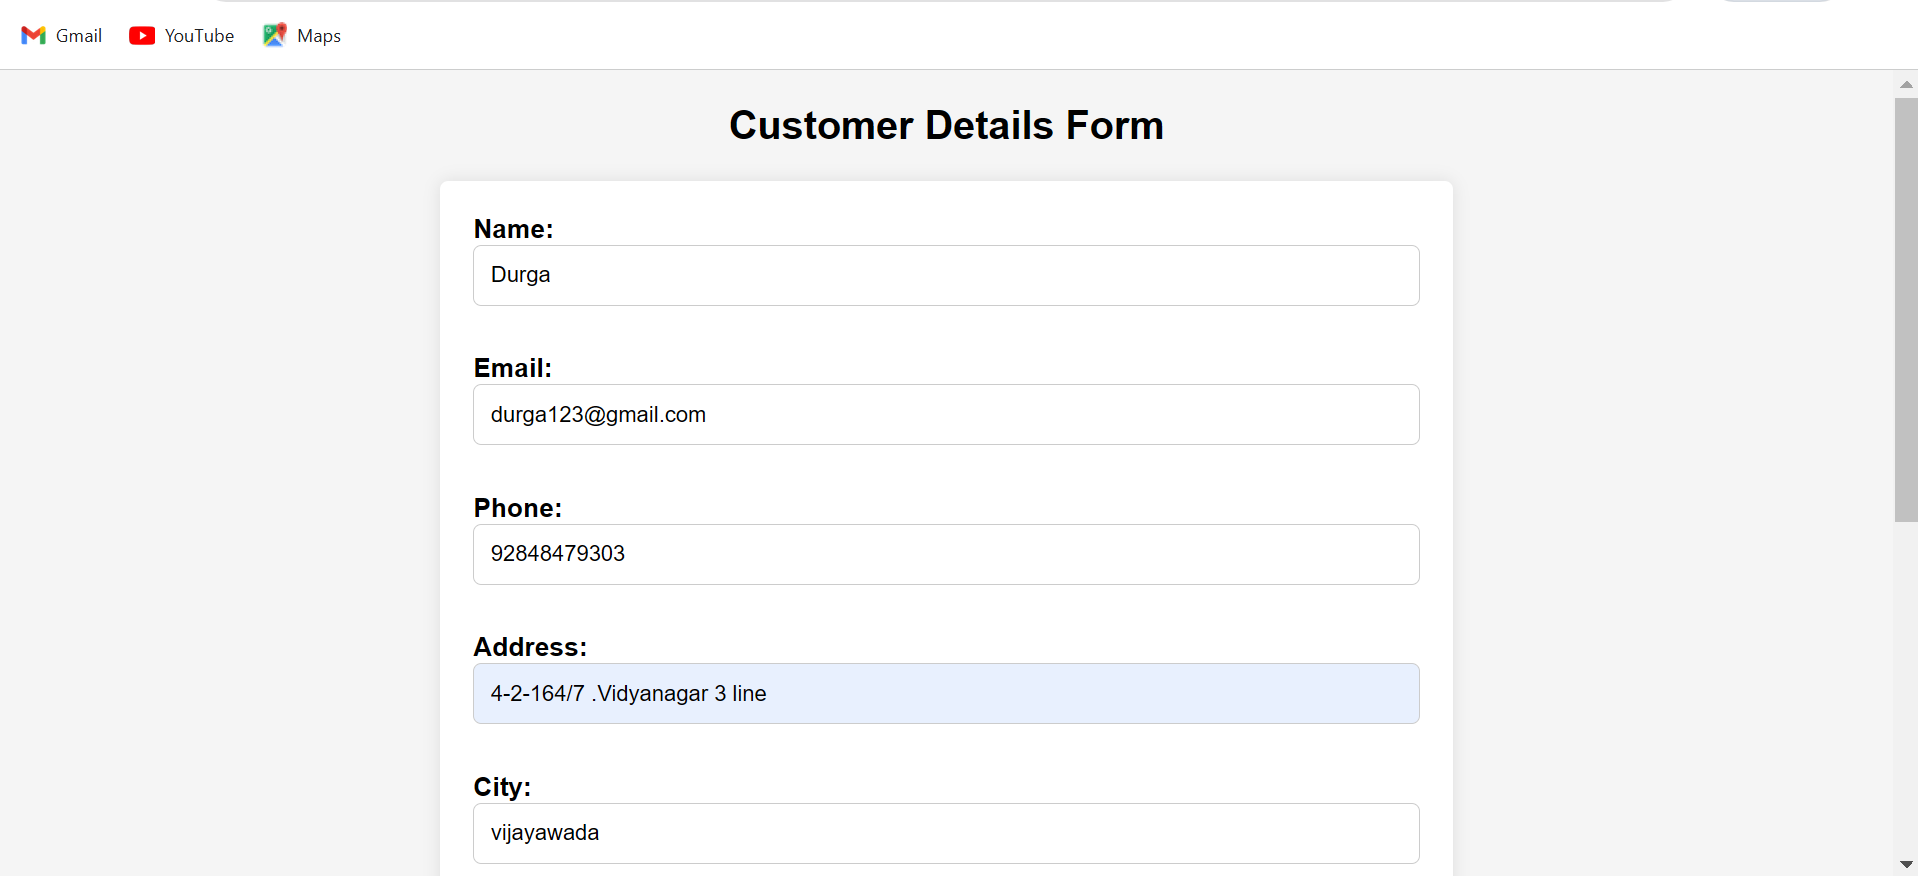 Gmail YouTube Maps
Customer Details Form
Name:
Durga
Email:
durga123@gmail.com
Phone:
92848479303
Address:
4-2-164/7 .Vidyanagar 3 line
City:
vijayawada